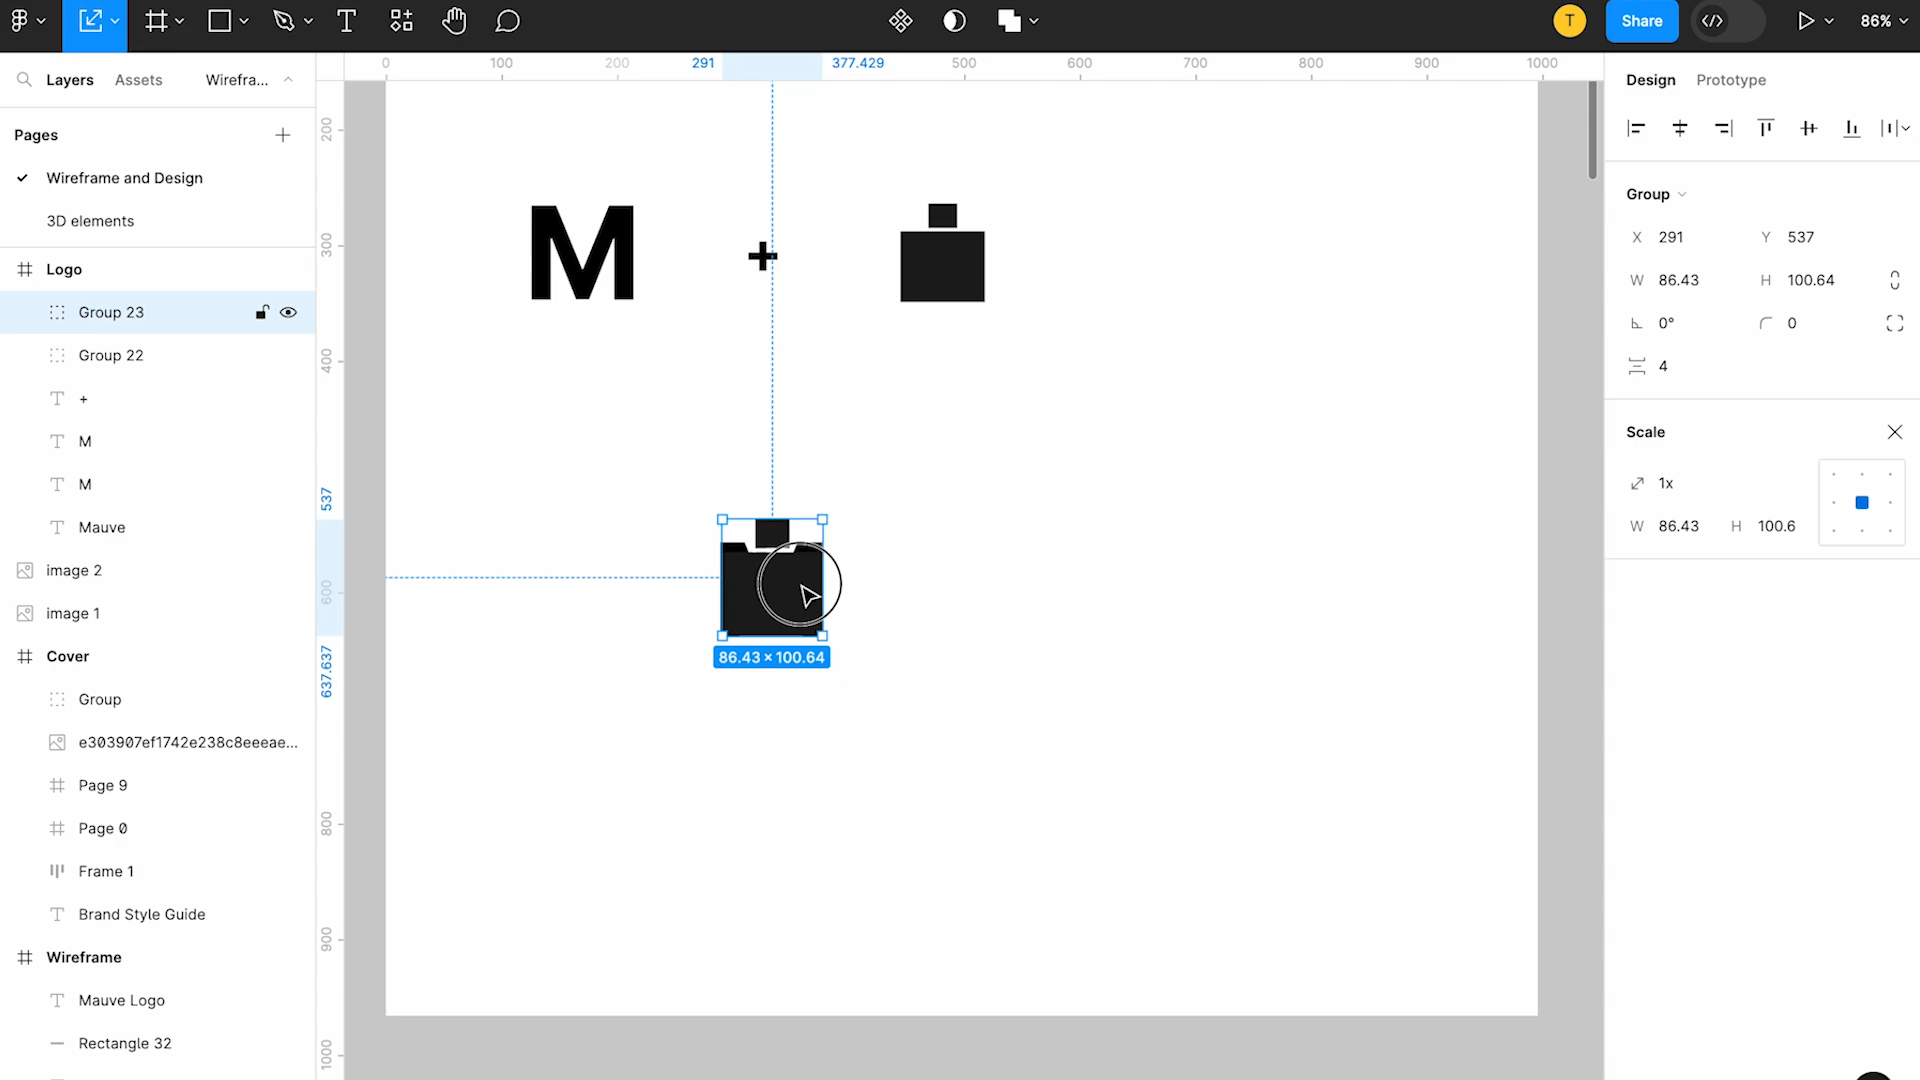 T
Share
86%
Layers
Assets
Wirefra...
0
100
200
291
377.429
500
600
700
800
900
1000
Design
Prototype
Pages
Wireframe and Design
3D elements
Logo
Group 23
Group 22
+
M
M
Mauve
image 2
image 1
Cover
Group
e303907ef1742e238c8eeeae...
Page 9
Page 0
Frame 1
Brand Style Guide
Wireframe
Mauve Logo
Rectangle 32
200
300
400
537
600
637.637
800
900
1000
M
+
86.43 × 100.64
Group
X 291
Y 537
W 86.43
H 100.64
0°
0
4
Scale
1x
W 86.43
H 100.6